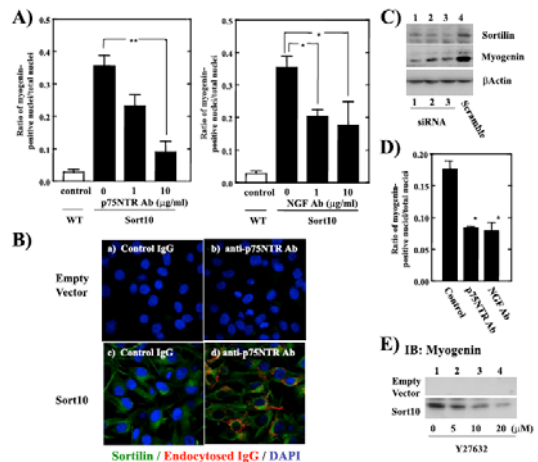 A)
Ratio of myogenin-
positive nuclei/total nuclei
0.4
0.3
0.2
0.1
0.0
**
control 0 1 10
p75NTR Ab (μg/ml)
WT Sort10
Ratio of myogenin-
positive nuclei/total nuclei
0.4
0.3
0.2
0.1
0.0
*
*
control 0 1 10
NGF Ab (μg/ml)
WT Sort10
B)
Empty
Vector
Sort10
a) Control IgG
b) anti-p75NTR Ab
c) Control IgG
d) anti-p75NTR Ab
Sortilin / Endocytosed IgG / DAPI
C)
1 2 3 4
Sortilin
Myogenin
βActin
1 2 3 Scramble
siRNA
D)
Ratio of myogenin-
positive nuclei/total nuclei
0.20
0.15
0.10
0.05
0.00
* *
Control p75NTR Ab NGF Ab
E) IB: Myogenin
1 2 3 4
Empty
Vector
Sort10
0 5 10 20 (μM)
Y27632